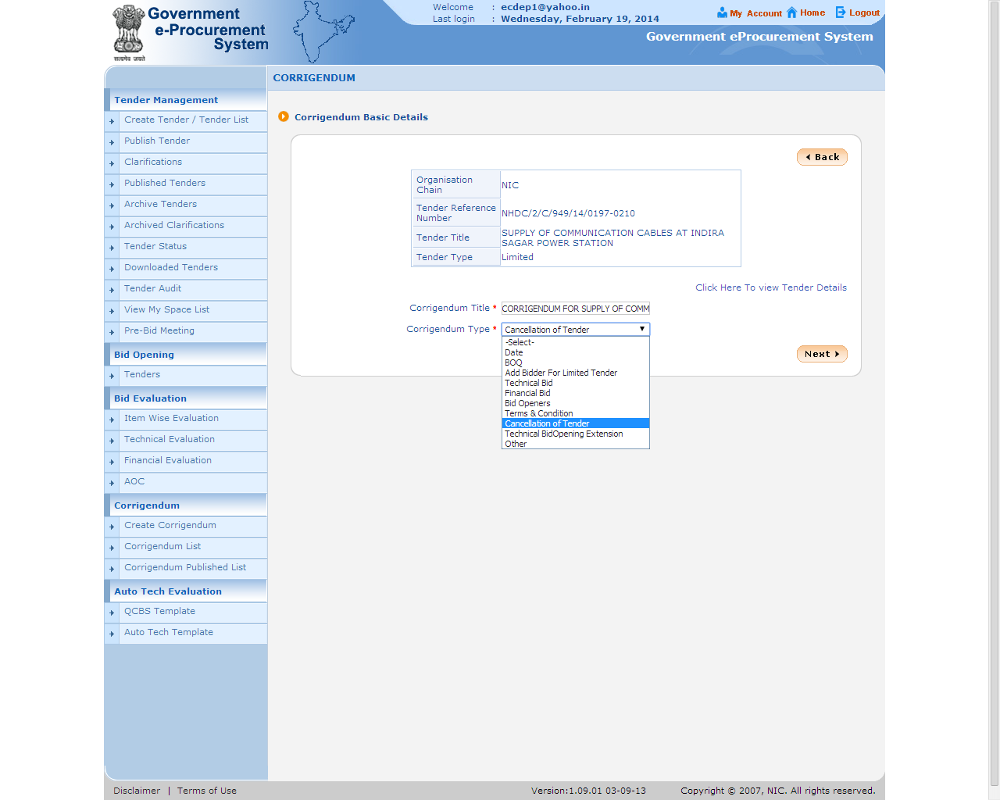 Government
e-Procurement
System
सत्यमेव जयते
Welcome : ecdep1@yahoo.in
Last login : Wednesday, February 19, 2014
My Account Home Logout
Government eProcurement System
CORRIGENDUM
Tender Management
Create Tender / Tender List
Publish Tender
Clarifications
Published Tenders
Archive Tenders
Archived Clarifications
Tender Status
Downloaded Tenders
Tender Audit
View My Space List
Pre-Bid Meeting
Bid Opening
Tenders
Bid Evaluation
Item Wise Evaluation
Technical Evaluation
Financial Evaluation
AOC
Corrigendum
Create Corrigendum
Corrigendum List
Corrigendum Published List
Auto Tech Evaluation
QCBS Template
Auto Tech Template
Corrigendum Basic Details
Back
Organisation
Chain
NIC
Tender Reference
Number
NHDC/2/C/949/14/0197-0210
Tender Title
SUPPLY OF COMMUNICATION CABLES AT INDIRA
SAGAR POWER STATION
Tender Type Limited
Click Here To view Tender Details
Corrigendum Title * CORRIGENDUM FOR SUPPLY OF COMM
Corrigendum Type * Cancellation of Tender
-Select-
Date
BOQ
Add Bidder For Limited Tender
Technical Bid
Financial Bid
Bid Openers
Terms & Condition
Cancellation of Tender
Technical BidOpening Extension
Other
Next
Disclaimer | Terms of Use
Version:1.09.01 03-09-13
Copyright © 2007, NIC. All rights reserved.